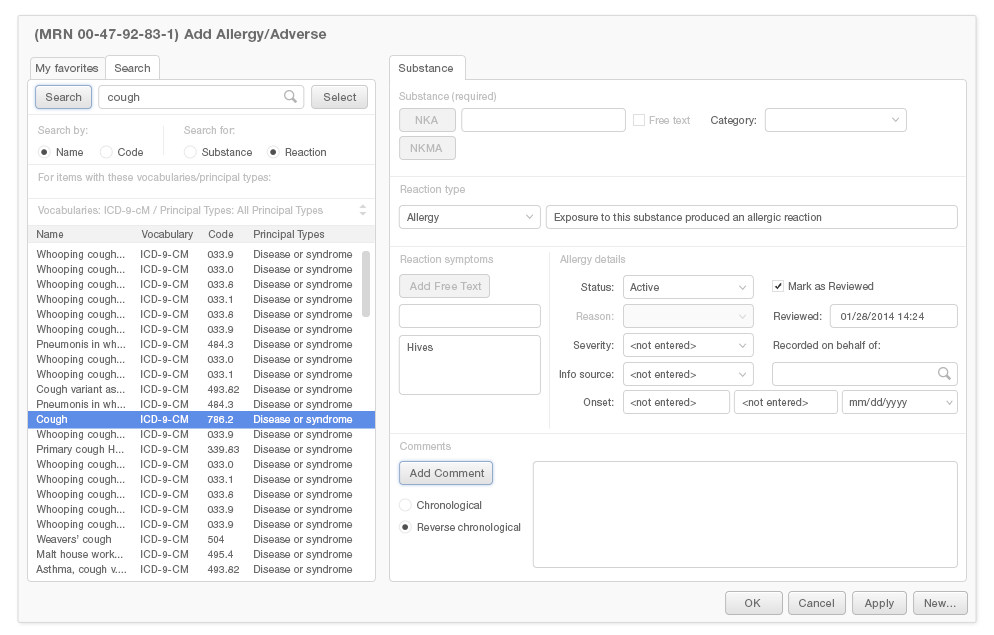 (MRN 00-47-92-83-1) Add Allergy/Adverse
My favorites Search
Search cough Select
Search by: Search for:
Name Code Substance Reaction
For items with these vocabularies/principal types:
Vocabularies: ICD-9-cM / Principal Types: All Principal Types
Name Vocabulary Code Principal Types
Whooping cough... ICD-9-CM 033.9 Disease or syndrome
Whooping cough... ICD-9-CM 033.0 Disease or syndrome
Whooping cough... ICD-9-CM 033.8 Disease or syndrome
Whooping cough... ICD-9-CM 033.1 Disease or syndrome
Whooping cough... ICD-9-CM 033.8 Disease or syndrome
Whooping cough... ICD-9-CM 033.9 Disease or syndrome
Pneumonis in wh... ICD-9-CM 484.3 Disease or syndrome
Whooping cough... ICD-9-CM 033.0 Disease or syndrome
Whooping cough... ICD-9-CM 033.1 Disease or syndrome
Cough variant as... ICD-9-CM 493.82 Disease or syndrome
Pneumonis in wh... ICD-9-CM 484.3 Disease or syndrome
Cough ICD-9-CM 786.2 Disease or syndrome
Whooping cough... ICD-9-CM 033.9 Disease or syndrome
Primary cough H... ICD-9-CM 339.83 Disease or syndrome
Whooping cough... ICD-9-CM 033.0 Disease or syndrome
Whooping cough... ICD-9-CM 033.1 Disease or syndrome
Whooping cough... ICD-9-CM 033.8 Disease or syndrome
Whooping cough... ICD-9-CM 033.9 Disease or syndrome
Whooping cough... ICD-9-CM 033.9 Disease or syndrome
Weavers' cough ICD-9-CM 504 Disease or syndrome
Malt house work... ICD-9-CM 495.4 Disease or syndrome
Asthma, cough v.... ICD-9-CM 493.82 Disease or syndrome
Substance
Substance (required)
NKA Free text Category:
NKMA
Reaction type
Allergy Exposure to this substance produced an allergic reaction
Reaction symptoms
Add Free Text
Hives
Allergy details
Status: Active Mark as Reviewed
Reason: Reviewed: 01/28/2014 14:24
Severity: <not entered> Recorded on behalf of:
Info source: <not entered>
Onset: <not entered> <not entered> mm/dd/yyyy
Comments
Add Comment
Chronological
Reverse chronological
OK Cancel Apply New...